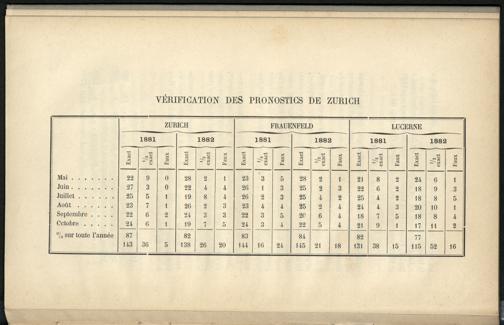 VÉRIFICATION DES PRONOSTICS DE ZURICH
ZURICH FRAUENFELD LUCERNE
1881 1882 1881 1882 1881 1882
Exact 1/2 exact Faux Exact 1/2 exact Faux Exact 1/2 exact Faux Exact 1/2 exact Faux Exact 1/2 exact Faux Exact 1/2 exact Faux
Mai . . . . . . . 22 9 0 28 2 1 23 3 5 28 2 1 21 8 2 24 6 1
Juin . . . . . . . 27 3 0 22 4 4 26 1 3 25 2 3 22 6 2 18 9 3
Juillet . . . . . . 25 5 1 19 8 4 26 2 3 25 4 2 25 4 2 18 8 5
Août . . . . . . 23 7 1 26 2 3 23 4 4 25 2 4 24 4 3 20 10 1
Septembre . . . . 22 6 2 24 3 3 22 3 5 20 6 4 18 7 5 18 8 4
Octobre . . . . . 24 6 1 19 7 5 24 3 4 22 5 4 21 9 1 17 11 2
% sur toute l'année 87 82 83 84 82 77
143 36 5 138 26 20 144 16 24 145 21 18 131 38 15 115 52 16